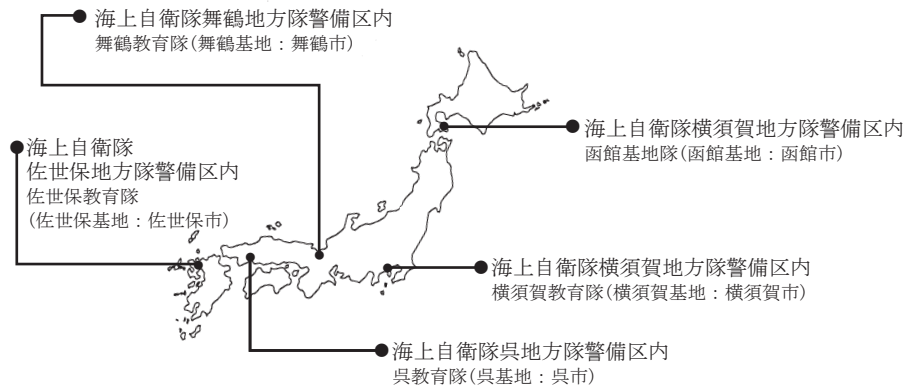 海上自衛隊舞鶴地方隊警備区内
舞鶴教育隊(舞鶴基地：舞鶴市)
海上自衛隊横須賀地方隊警備区内
函館基地隊(函館基地：函館市)
海上自衛隊
佐世保地方隊警備区内
佐世保教育隊
(佐世保基地：佐世保市)
海上自衛隊横須賀地方隊警備区内
横須賀教育隊(横須賀基地：横須賀市)
海上自衛隊呉地方隊警備区内
呉教育隊(呉基地：呉市)